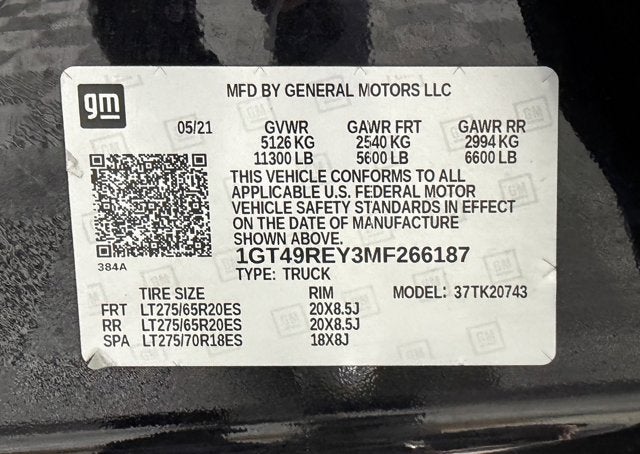 gm
MFD BY GENERAL MOTORS LLC
05/21 GVWR GAWR FRT GAWR RR
5126 KG 2540 KG 2994 KG
11300 LB 5600 LB 6600 LB
THIS VEHICLE CONFORMS TO ALL
APPLICABLE U.S. FEDERAL MOTOR
VEHICLE SAFETY STANDARDS IN EFFECT
ON THE DATE OF MANUFACTURE
SHOWN ABOVE.
384A
1GT49REY3MF266187
TYPE: TRUCK
TIRE SIZE RIM MODEL: 37TK20743
FRT LT275/65R20ES 20X8.5J
RR LT275/65R20ES 20X8.5J
SPA LT275/70R18ES 18X8J